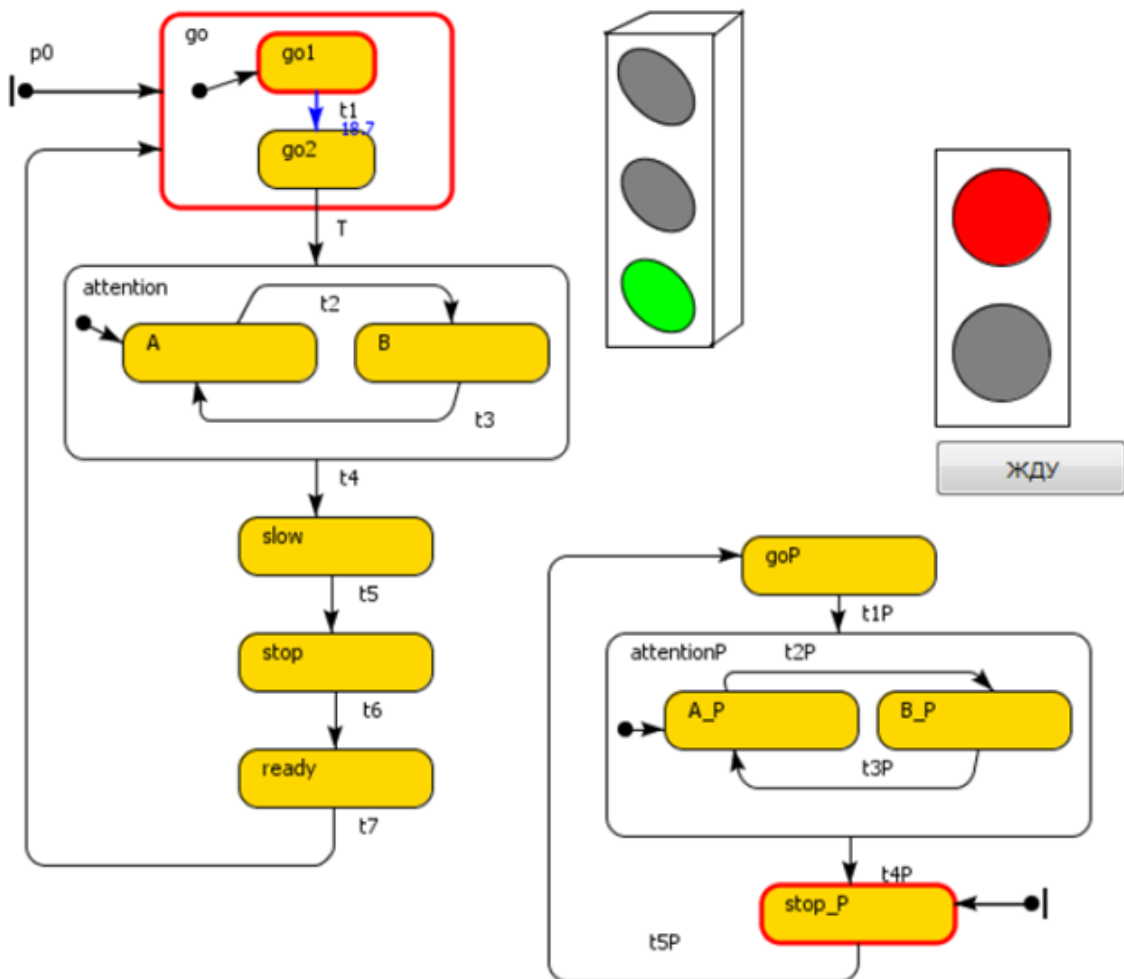 p0
go
go1
t1
18.7
go2
T
attention
t2
A
B
t3
t4
slow
t5
stop
t6
ready
t7
ЖДУ
goP
t1P
attentionP
t2P
A_P
B_P
t3P
t4P
stop_P
t5P